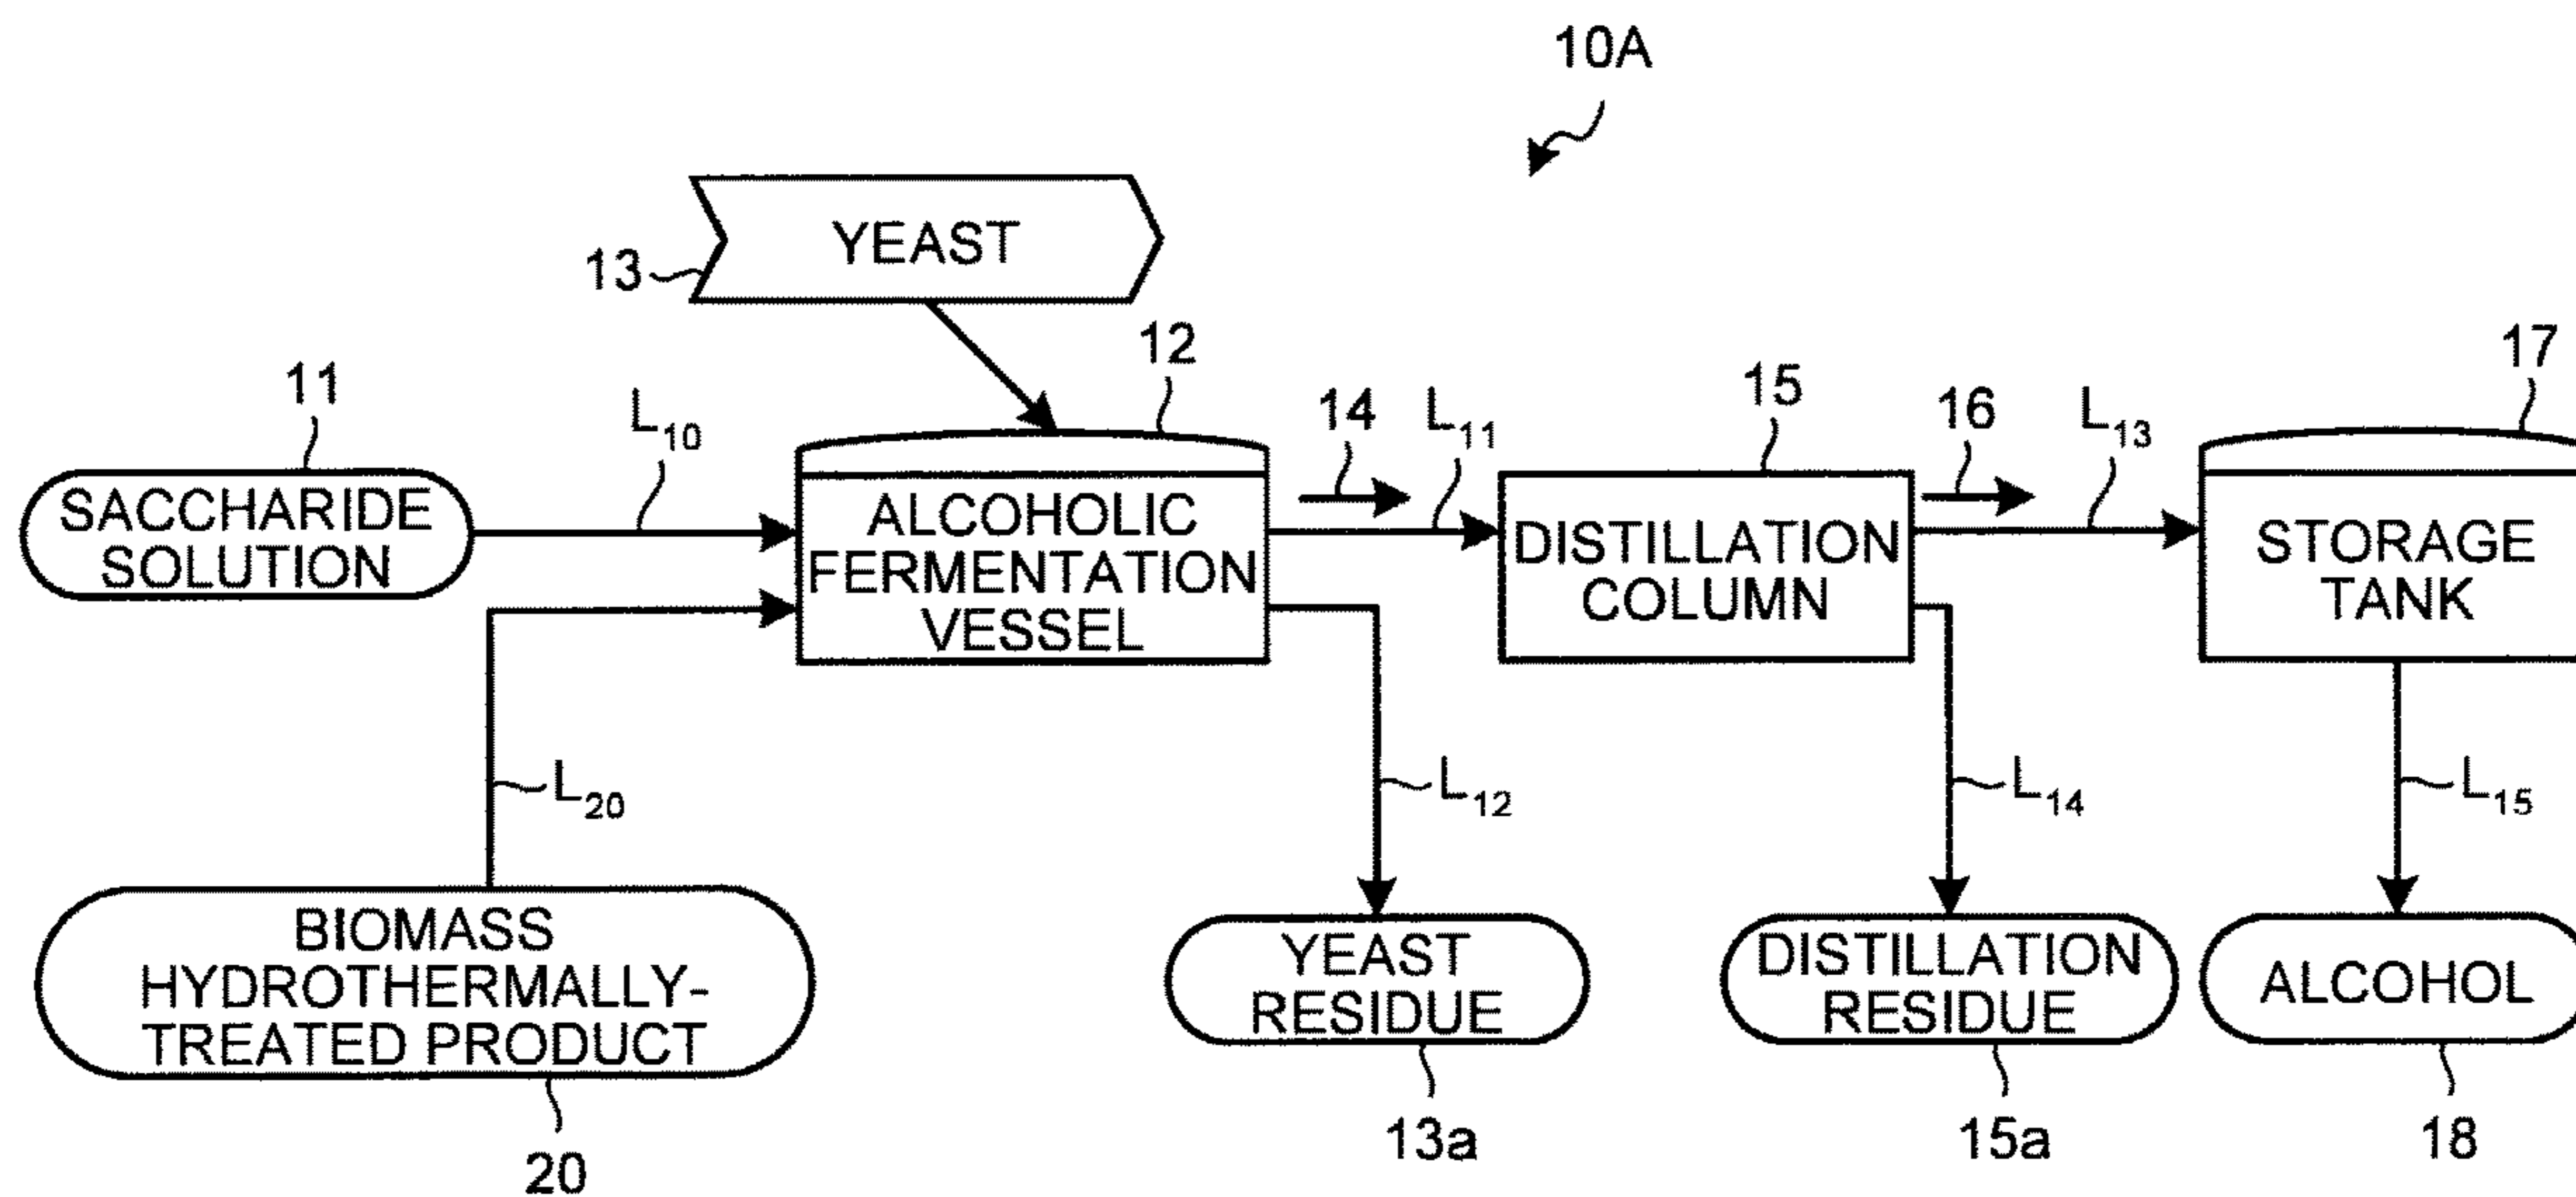 10A
YEAST
13
12
17
11
L10
14
L11
15
16
L13
SACCHARIDE
SOLUTION
ALCOHOLIC
FERMENTATION
VESSEL
DISTILLATION
COLUMN
STORAGE
TANK
L20
L12
L14
L15
BIOMASS
HYDROTHERMALLY-
TREATED PRODUCT
YEAST
RESIDUE
DISTILLATION
RESIDUE
ALCOHOL
20
13a
15a
18